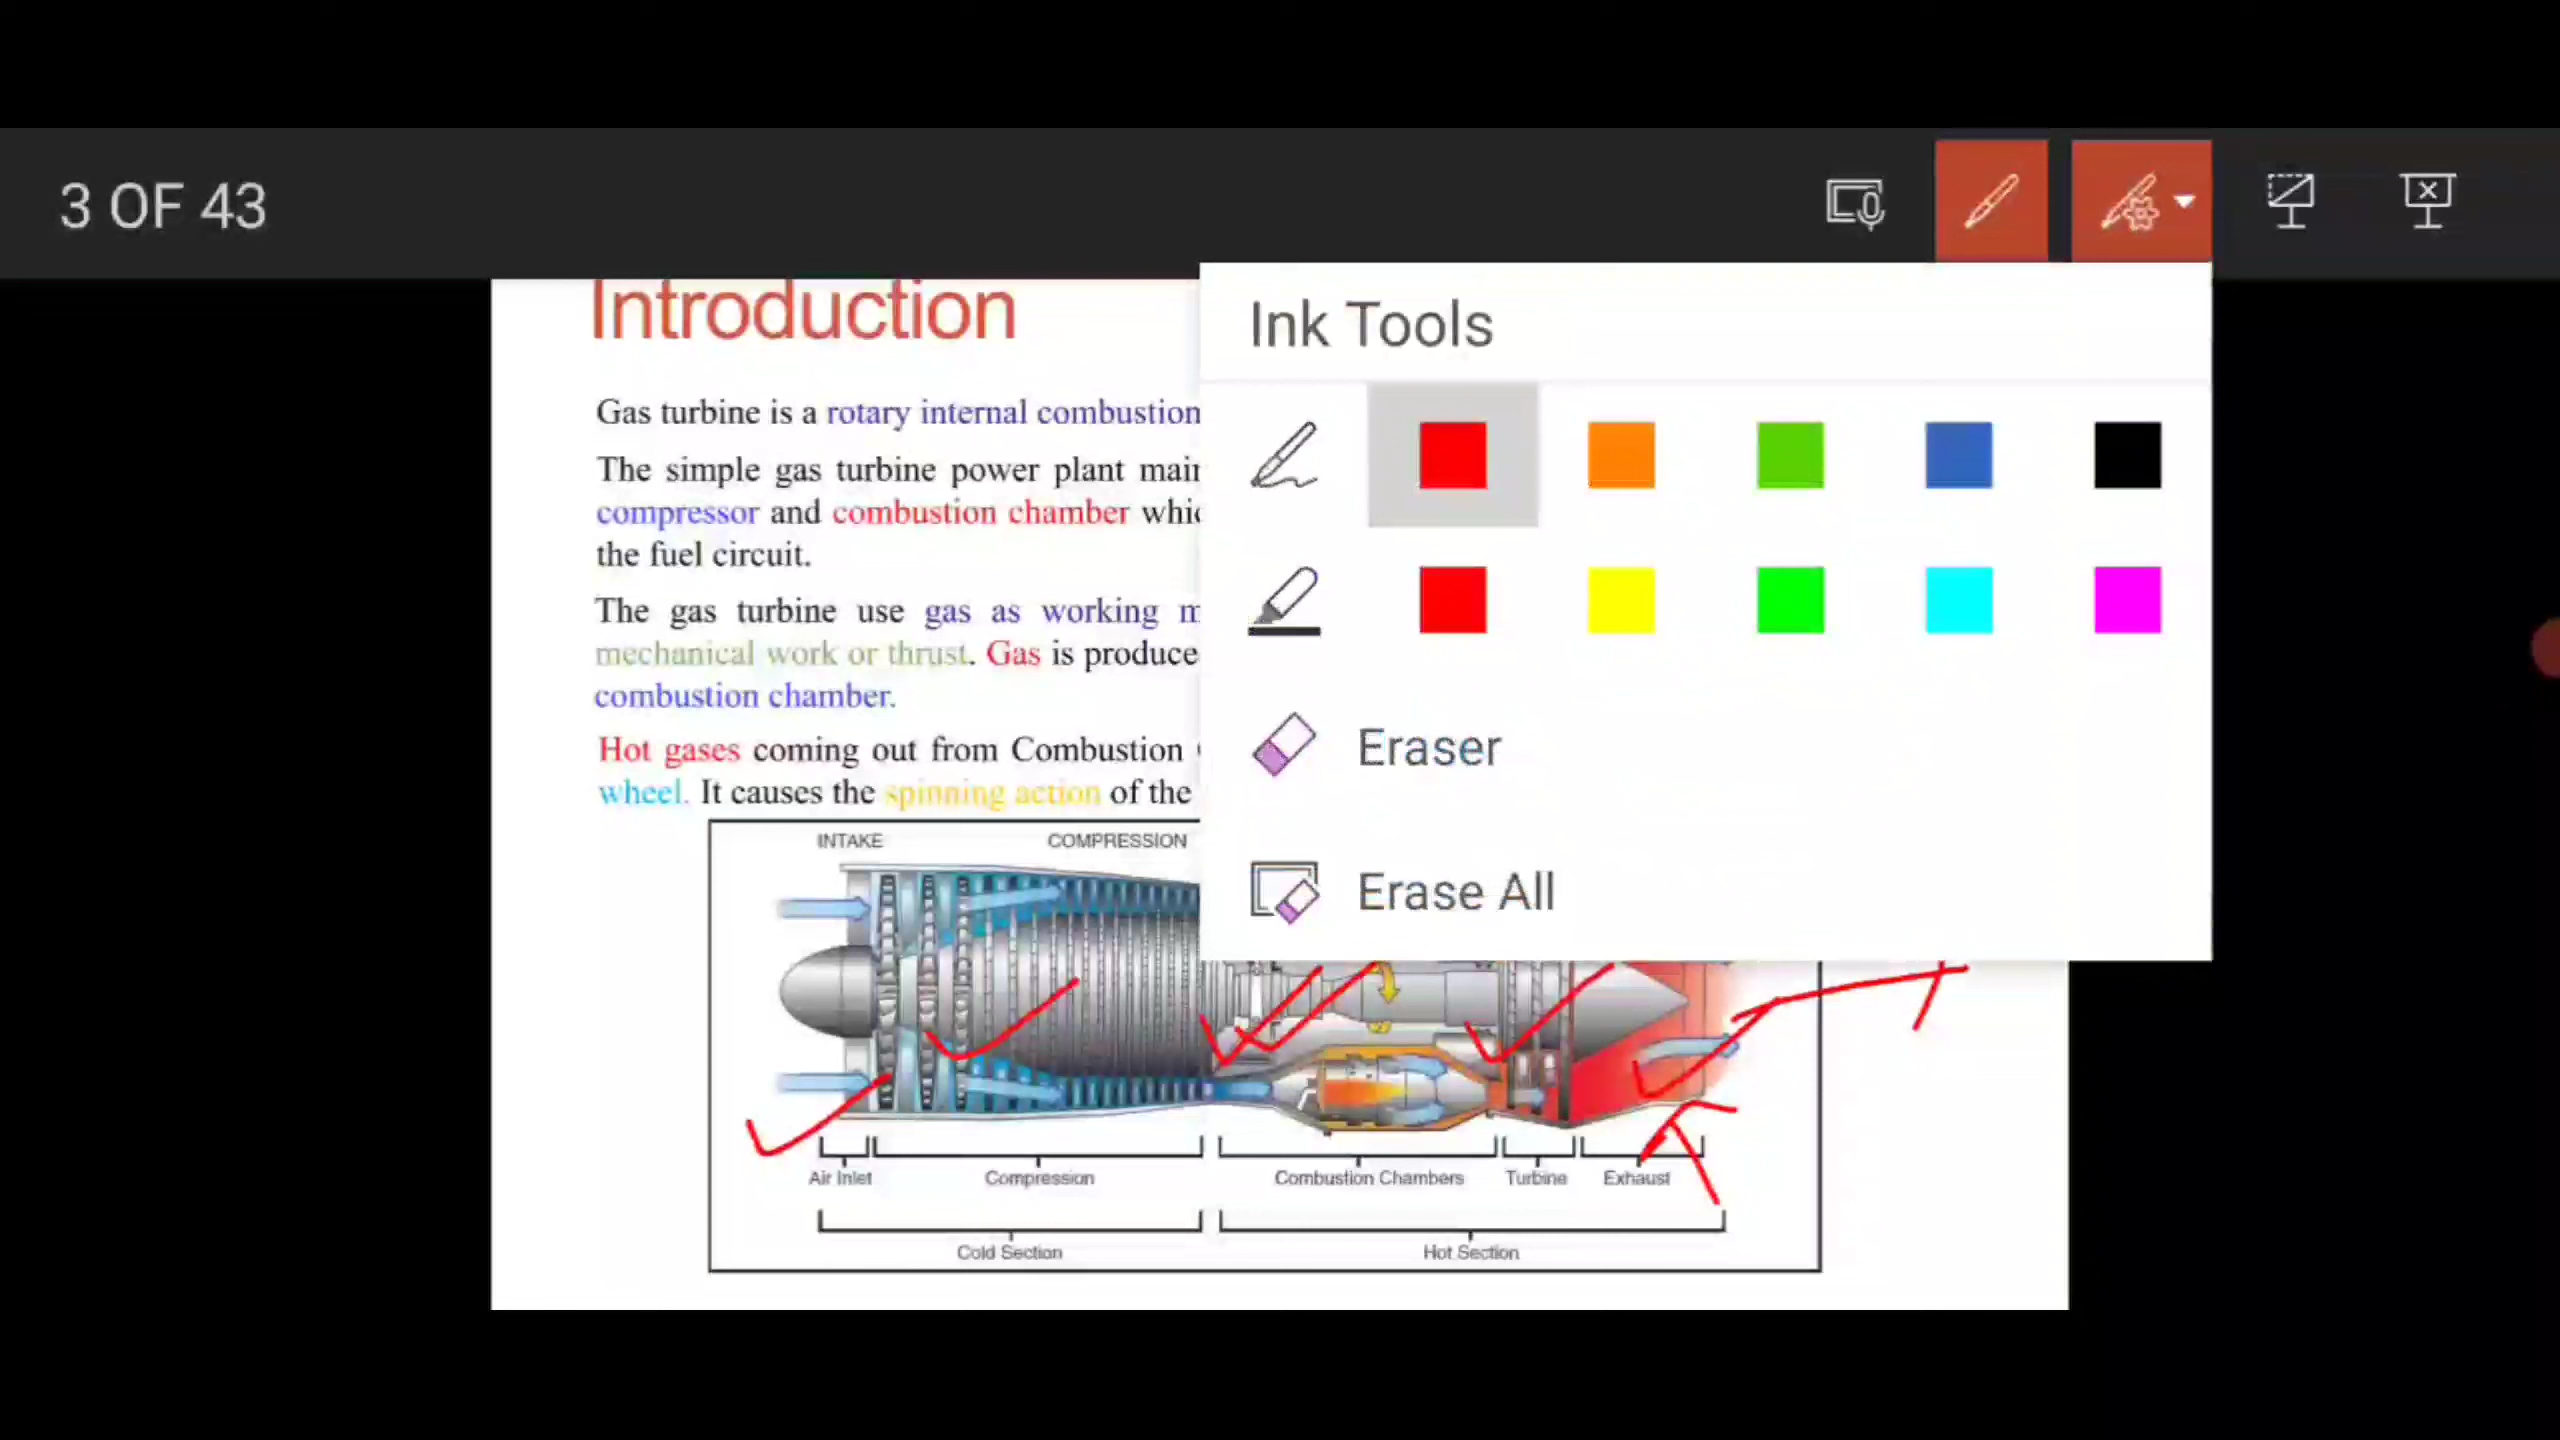 3 OF 43
Introduction
Ink Tools
Gas turbine is a rotary internal combustion
The simple gas turbine power plant
compressor and combustion chamber
the fuel circuit.
The gas turbine use gas as working
mechanical work or thrust. Gas is produce
combustion chamber.
Hot gases coming out from Combustion
wheel. It causes the spinning action of the
Eraser
Erase All
INTAKE COMPRESSION
Air Inlet Compression Combustion Chambers Turbine Exhaust
Cold Section Hot Section